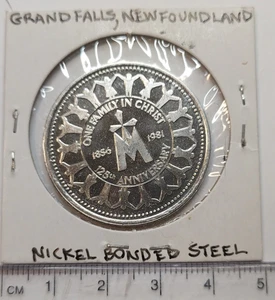 GRAND FALLS, NEWFOUNDLAND
ONE FAMILY IN CHRIST
1856 1981
M
125th ANNIVERSARY
NICKEL BONDED STEEL
CM 1 2 3 4 5